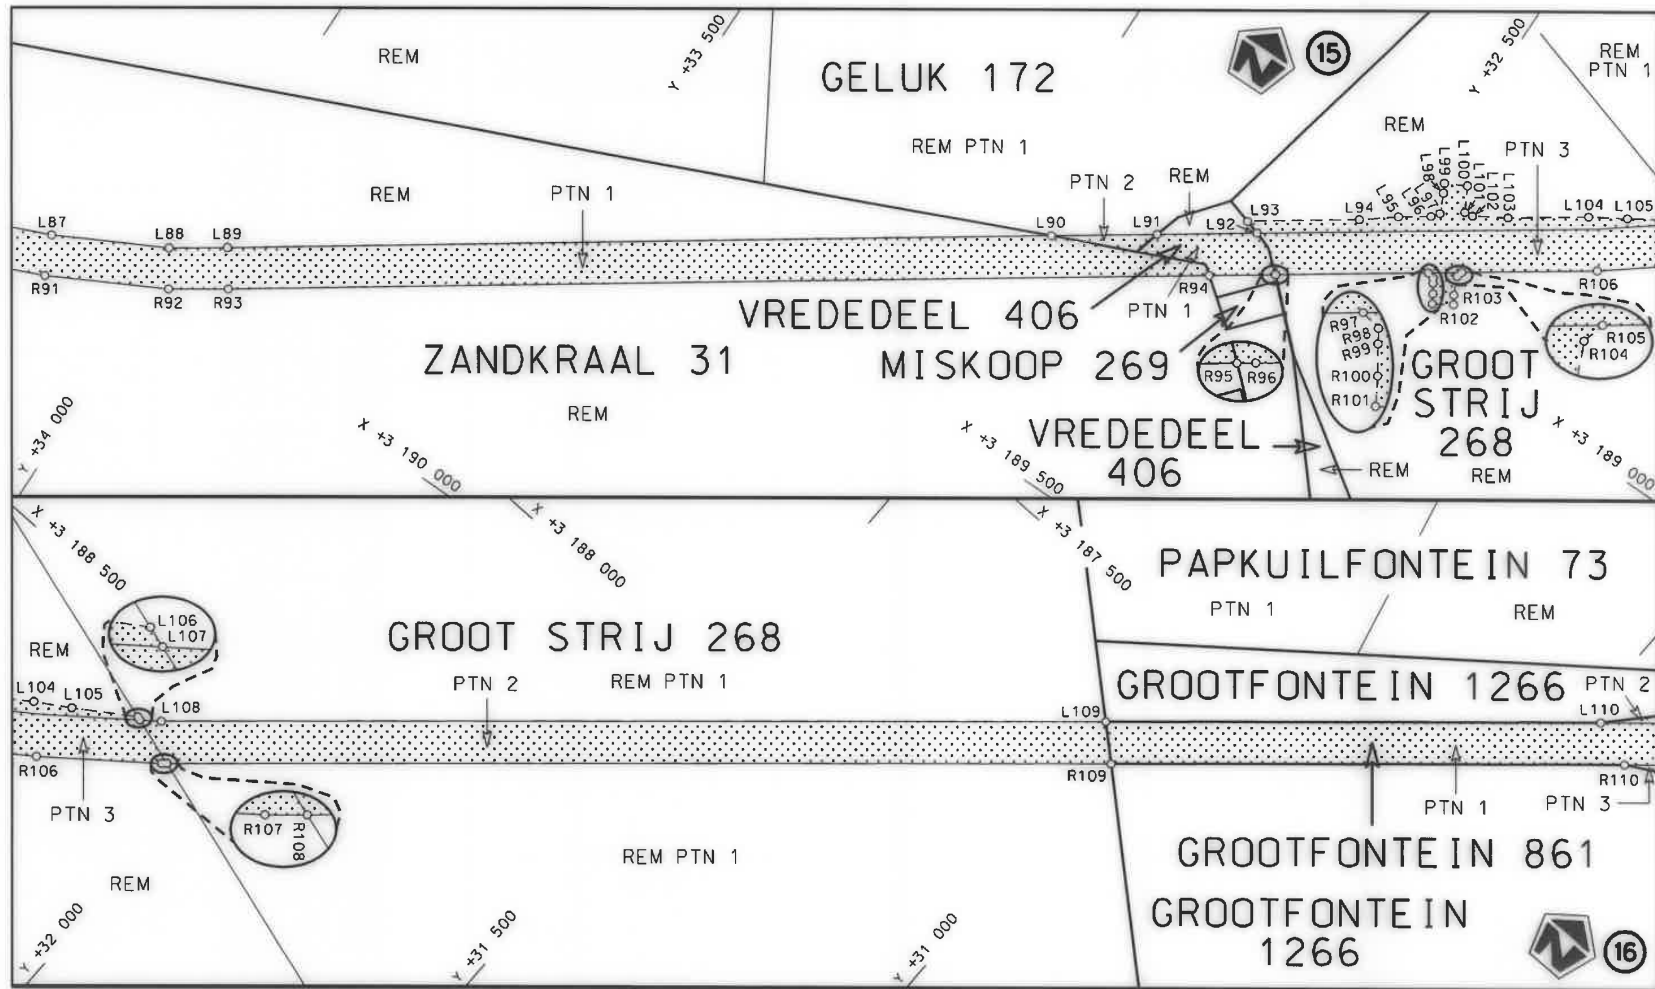 REM
Y +33 500
GELUK 172
15
Y +32 500
REM
PTN 1
REM PTN 1
REM
REM
PTN 1
PTN 2
REM
PTN 3
L87
L88
L89
L90
L91
L92
L93
L94
L95
L96
L97
L98
L99
L100
L101
L102
L103
L104
L105
R91
R92
R93
R94
PTN 1
R103
R102
R106
VREDEDEEL 406
ZANDKRAAL 31
MISKOOP 269
R95
R96
R97
R98
R99
R100
R101
R105
R104
GROOT
STRIJ
268
REM
VREDEDEEL
406
REM
REM
Y +34 000
X +3 190 000
X +3 189 500
X +3 189 000
X +3 188 500
X +3 188 000
X +3 187 500
PAPKUILFONTEIN 73
PTN 1
REM
L106
L107
GROOT STRIJ 268
REM
PTN 2
REM PTN 1
GROOTFONTEIN 1266
PTN 2
L104
L105
L108
L109
L110
R106
R109
R110
PTN 3
R107
R108
PTN 1
PTN 3
REM
REM PTN 1
GROOTFONTEIN 861
GROOTFONTEIN
1266
Y +32 000
Y +31 500
Y +31 000
16